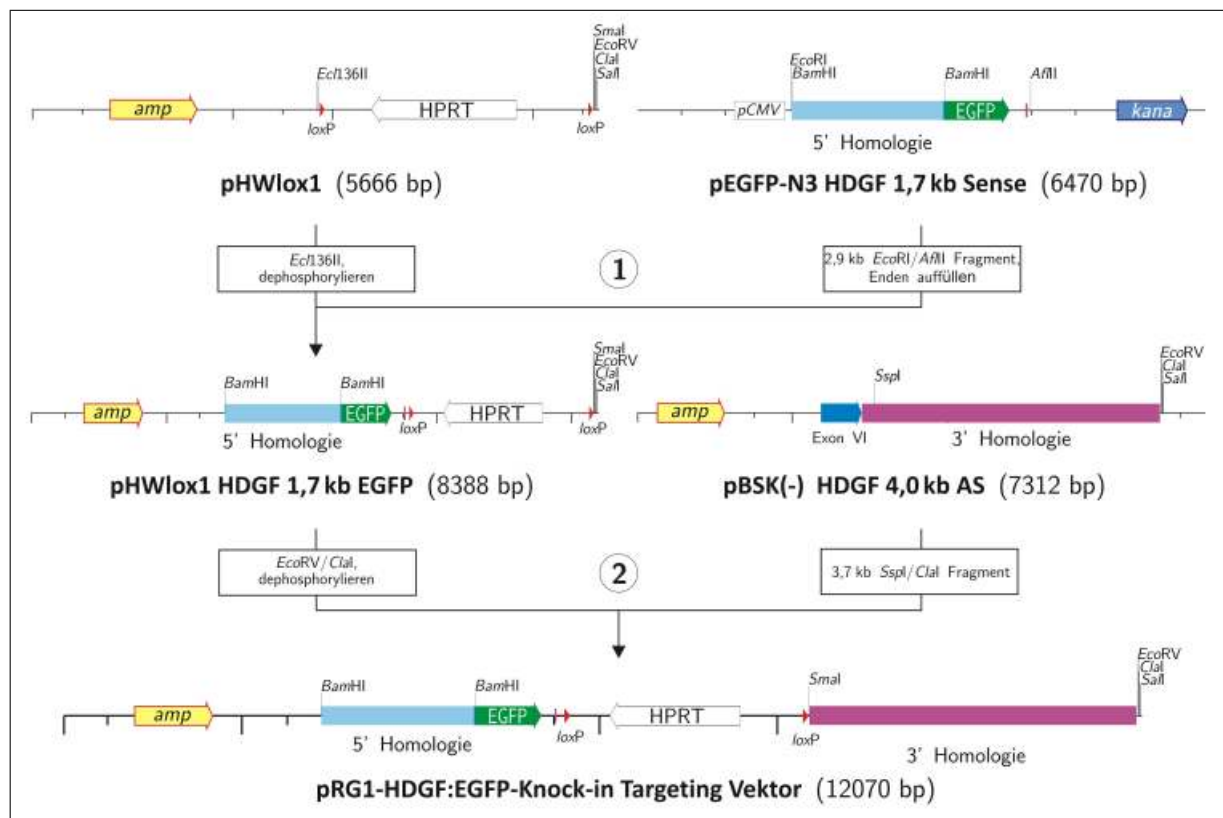 SmaI
EcoRV
ClaI
SalI
Ecl136II
amp
loxP
HPRT
loxP
pHWlox1 (5666 bp)
EcoRI
BamHI
BamHI
AflII
pCMV
EGFP
kana
5' Homologie
pEGFP-N3 HDGF 1,7 kb Sense (6470 bp)
Ecl136II,
dephosphorylieren
1
2,9 kb EcoRI/AflII Fragment,
Enden auffüllen
SmaI
EcoRV
ClaI
SalI
BamHI
BamHI
amp
EGFP
loxP
HPRT
loxP
5' Homologie
pHWlox1 HDGF 1,7 kb EGFP (8388 bp)
EcoRV
ClaI
SalI
SspI
amp
Exon VI
3' Homologie
pBSK(-) HDGF 4,0 kb AS (7312 bp)
EcoRV/ClaI,
dephosphorylieren
2
3,7 kb SspI/ClaI Fragment
BamHI
BamHI
SmaI
EcoRV
ClaI
SalI
amp
EGFP
loxP
HPRT
loxP
5' Homologie
3' Homologie
pRG1-HDGF:EGFP-Knock-in Targeting Vektor (12070 bp)